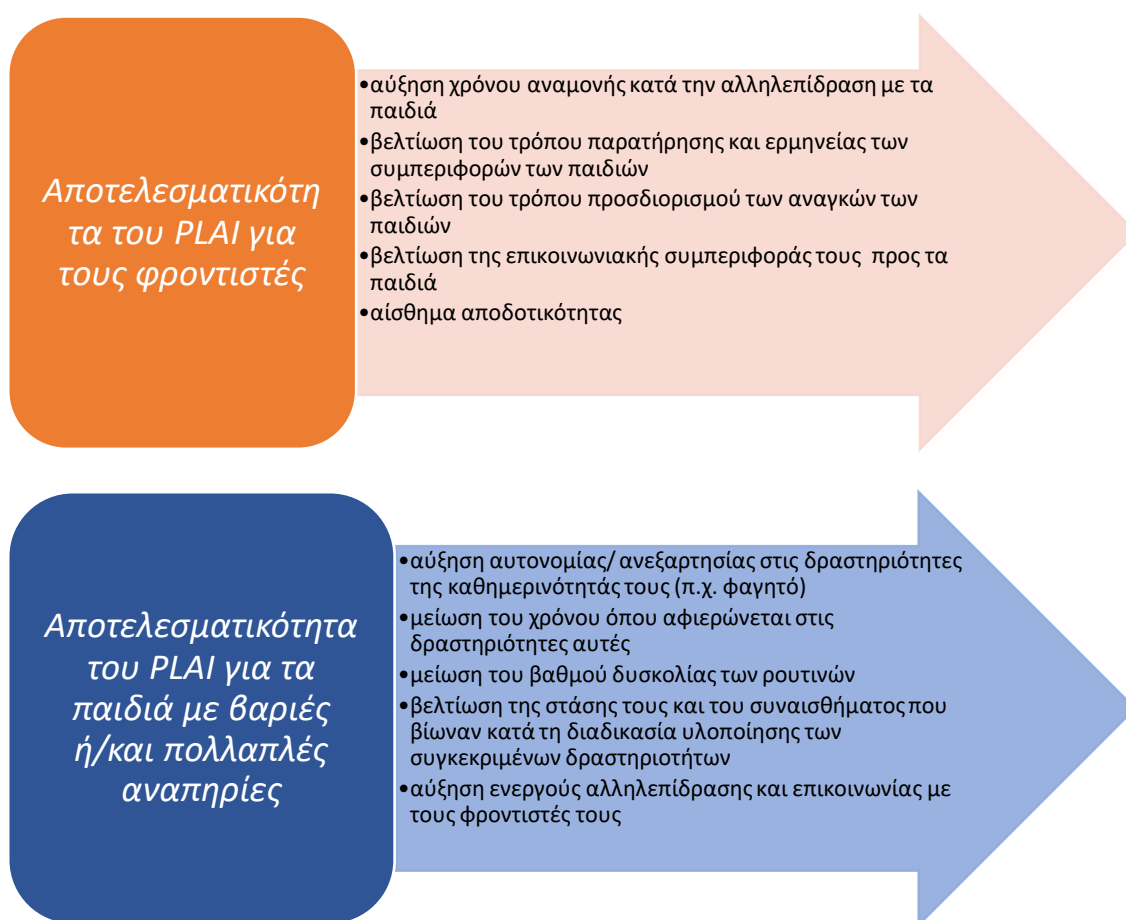 Αποτελεσματικότη
τα του PLAI για
τους φροντιστές
•αύξηση χρόνου αναμονής κατά την αλληλεπίδραση με τα
παιδιά
•βελτίωση του τρόπου παρατήρησης και ερμηνείας των
συμπεριφορών των παιδιών
•βελτίωση του τρόπου προσδιορισμού των αναγκών των
παιδιών
•βελτίωση της επικοινωνιακής συμπεριφοράς τους προς τα
παιδιά
•αίσθημα αποδοτικότητας
Αποτελεσματικότητα
του PLAI για τα
παιδιά με βαριές
ή/και πολλαπλές
αναπηρίες
•αύξηση αυτονομίας/ ανεξαρτησίας στις δραστηριότητες
της καθημερινότητάς τους (π.χ. φαγητό)
•μείωση του χρόνου όπου αφιερώνεται στις
δραστηριότητες αυτές
•μείωση του βαθμού δυσκολίας των ρουτινών
•βελτίωση της στάσης τους και του συναισθήματος που
βίωναν κατά τη διαδικασία υλοποίησης των
συγκεκριμένων δραστηριοτήτων
•αύξηση ενεργούς αλληλεπίδρασης και επικοινωνίας με
τους φροντιστές τους